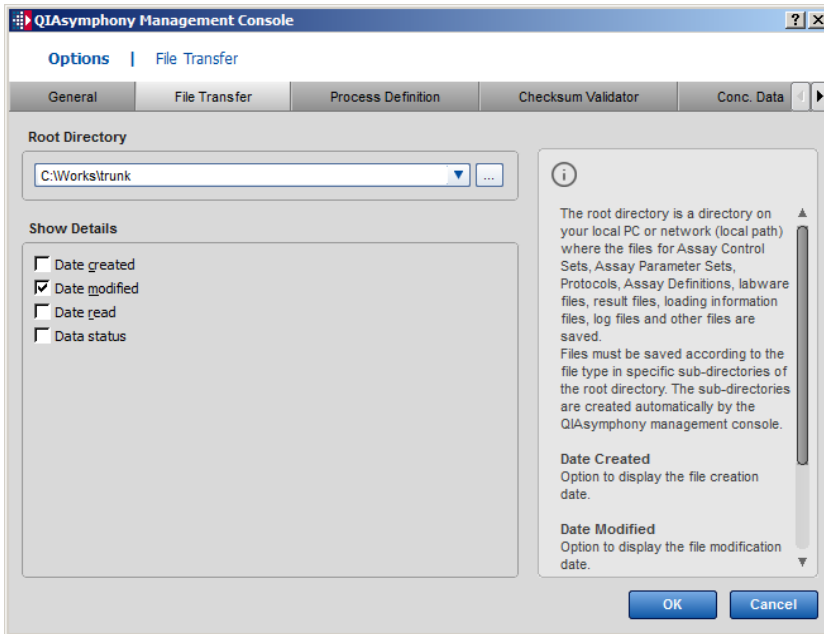 QIAsymphony Management Console
Options | File Transfer
General File Transfer Process Definition Checksum Validator Conc. Data
Root Directory
C:\Works\trunk
...
Show Details
Date created
Date modified
Date read
Data status
The root directory is a directory on
your local PC or network (local path)
where the files for Assay Control
Sets, Assay Parameter Sets,
Protocols, Assay Definitions, labware
files, result files, loading information
files, log files and other files are
saved.
Files must be saved according to the
file type in specific sub-directories of
the root directory. The sub-directories
are created automatically by the
QIAsymphony management console.
Date Created
Option to display the file creation
date.
Date Modified
Option to display the file modification
date.
OK Cancel